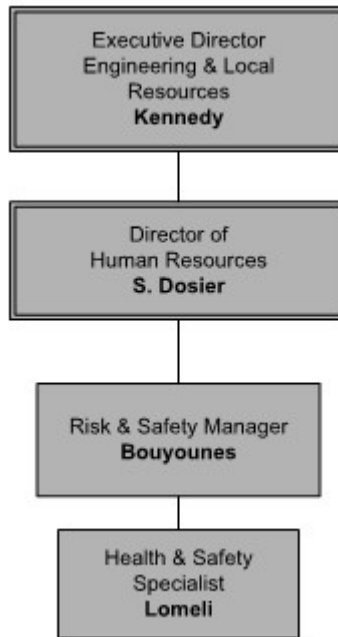 Executive Director
Engineering & Local
Resources
Kennedy
Director of
Human Resources
S. Dosier
Risk & Safety Manager
Bouyounes
Health & Safety
Specialist
Lomeli